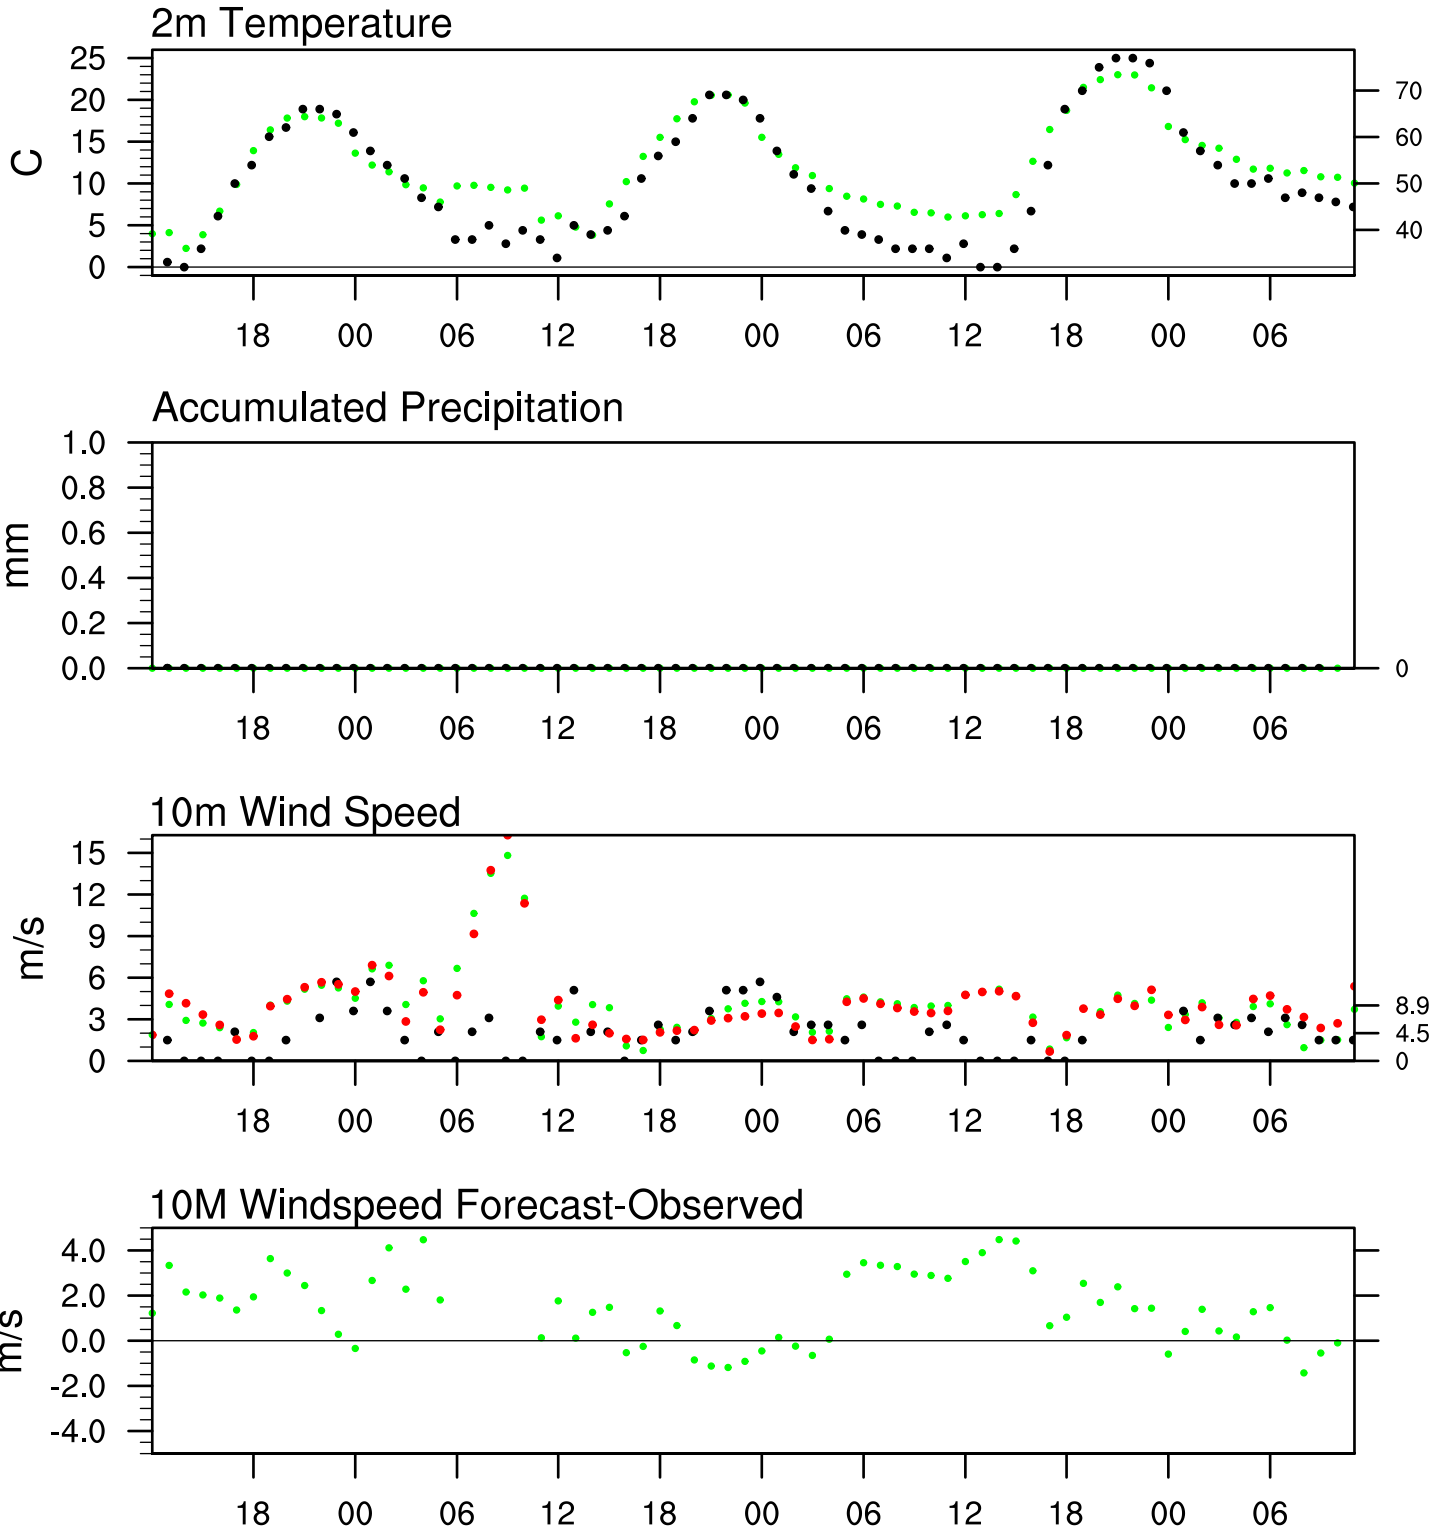 2m Temperature
25
20
15
10
5
0
C
70
60
50
40
18 00 06 12 18 00 06 12 18 00 06
Accumulated Precipitation
1.0
0.8
0.6
0.4
0.2
0.0
mm
0
18 00 06 12 18 00 06 12 18 00 06
10m Wind Speed
15
12
9
6
3
0
m/s
8.9
4.5
0
18 00 06 12 18 00 06 12 18 00 06
10M Windspeed Forecast-Observed
4.0
2.0
0.0
-2.0
-4.0
m/s
18 00 06 12 18 00 06 12 18 00 06